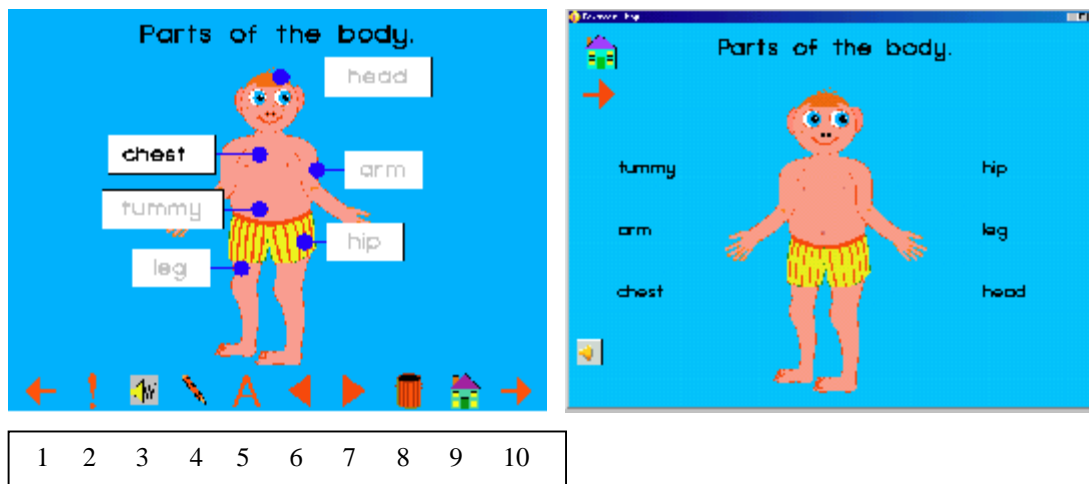 Parts of the body.
head
chest
arm
tummy
hip
leg
A
Parts of the body.
tummy hip
arm leg
chest head
1 2 3 4 5 6 7 8 9 10